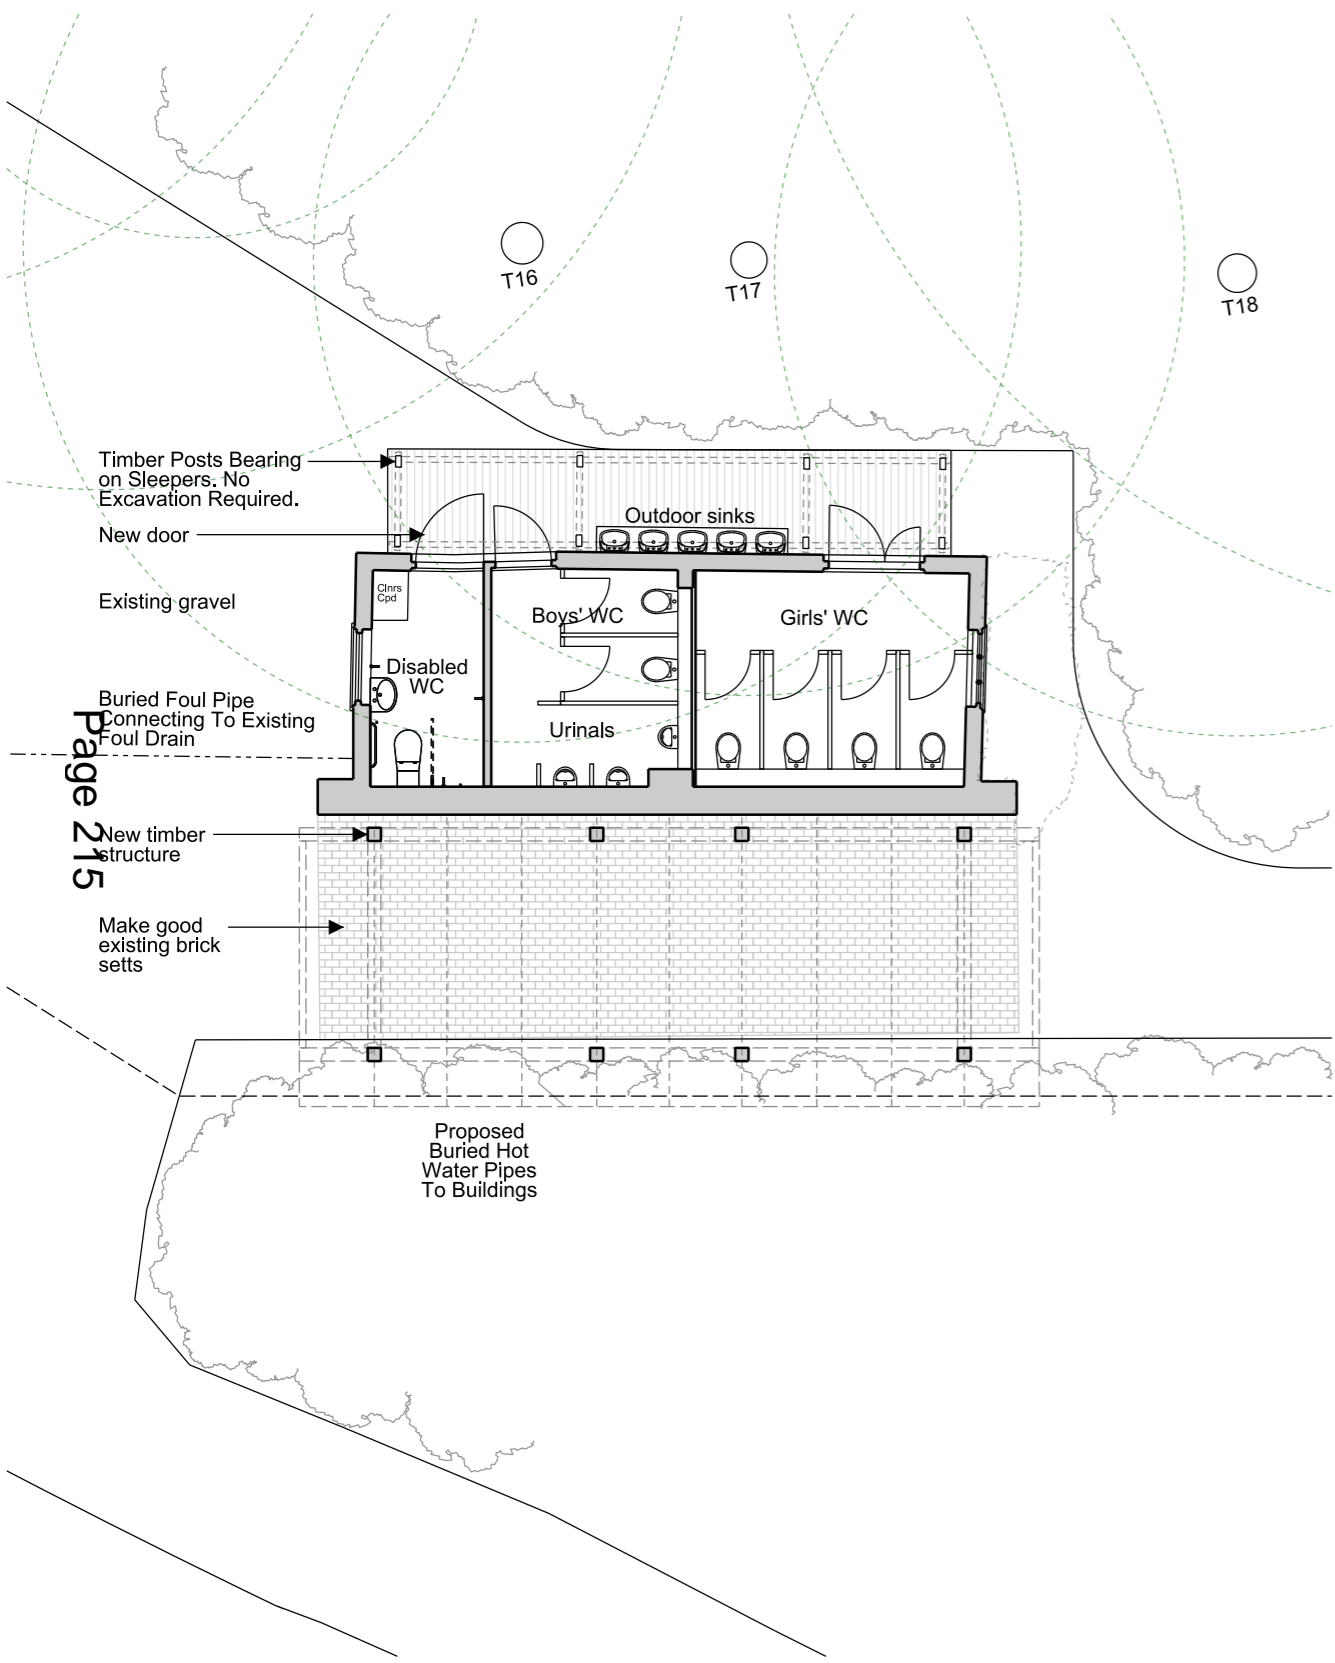 T16
T17
T18
Timber Posts Bearing
on Sleepers. No
Excavation Required.
New door
Outdoor sinks
Clnrs
Cpd
Existing gravel
Boys' WC
Girls' WC
Disabled
WC
Buried Foul Pipe
Connecting To Existing
Foul Drain
Urinals
Page 215
New timber
structure
Make good
existing brick
setts
Proposed
Buried Hot
Water Pipes
To Buildings